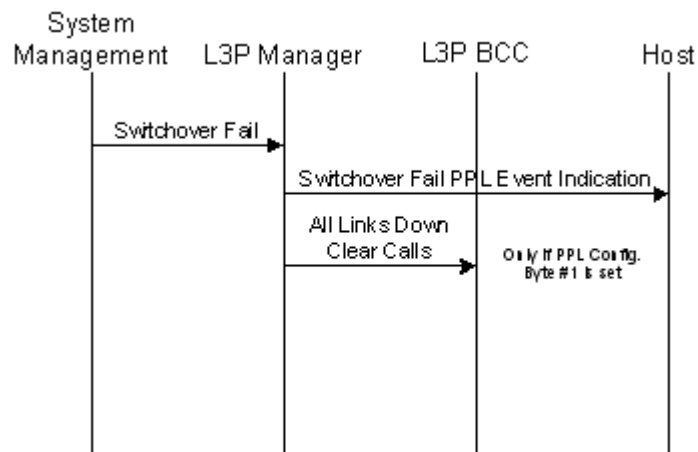 System
Management
L3P Manager
L3P BCC
Host
Switchover Fail
Switchover Fail PPL Event Indication
All Links Down
Clear Calls
Only if PPL Config.
Byte #1 is set